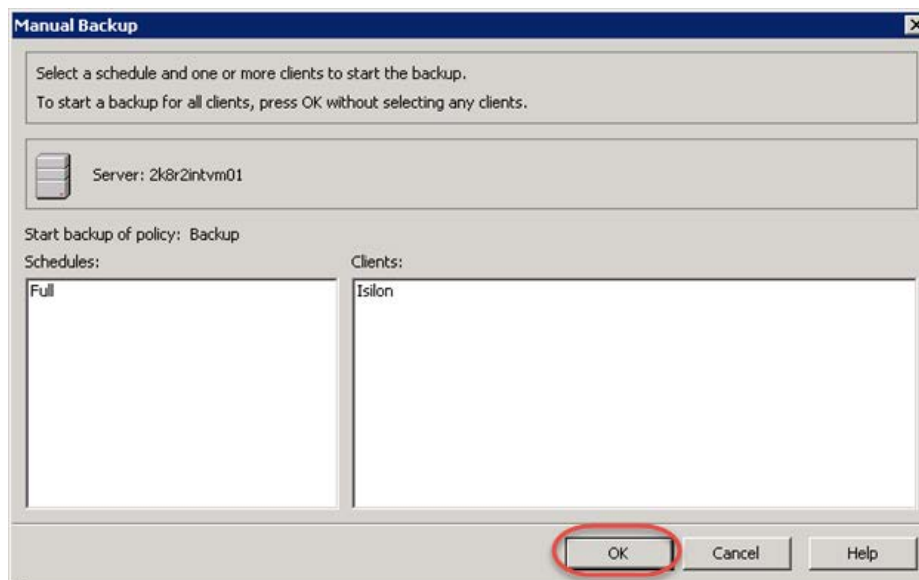 Manual Backup
Select a schedule and one or more clients to start the backup.
To start a backup for all clients, press OK without selecting any clients.
Server: 2k8r2intvm01
Start backup of policy: Backup
Schedules:
Clients:
Full
Isilon
OK
Cancel
Help